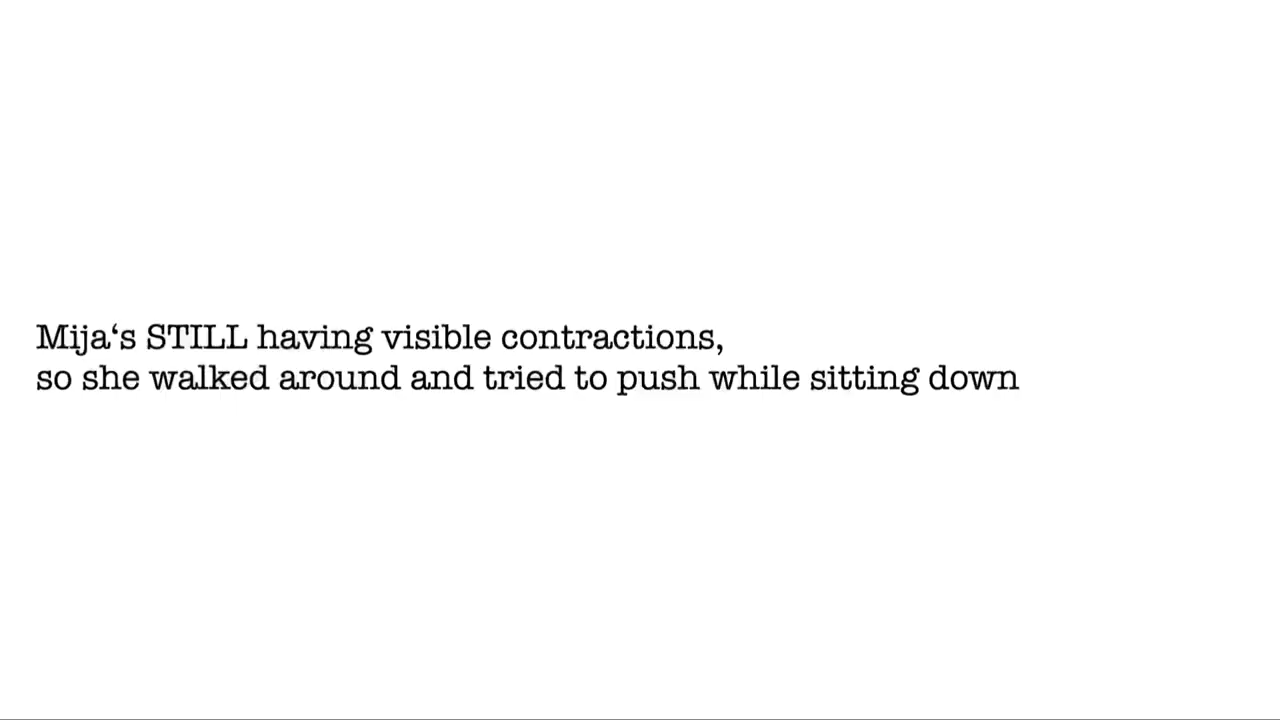 Mija‘s STILL having visible contractions,
so she walked around and tried to push while sitting down